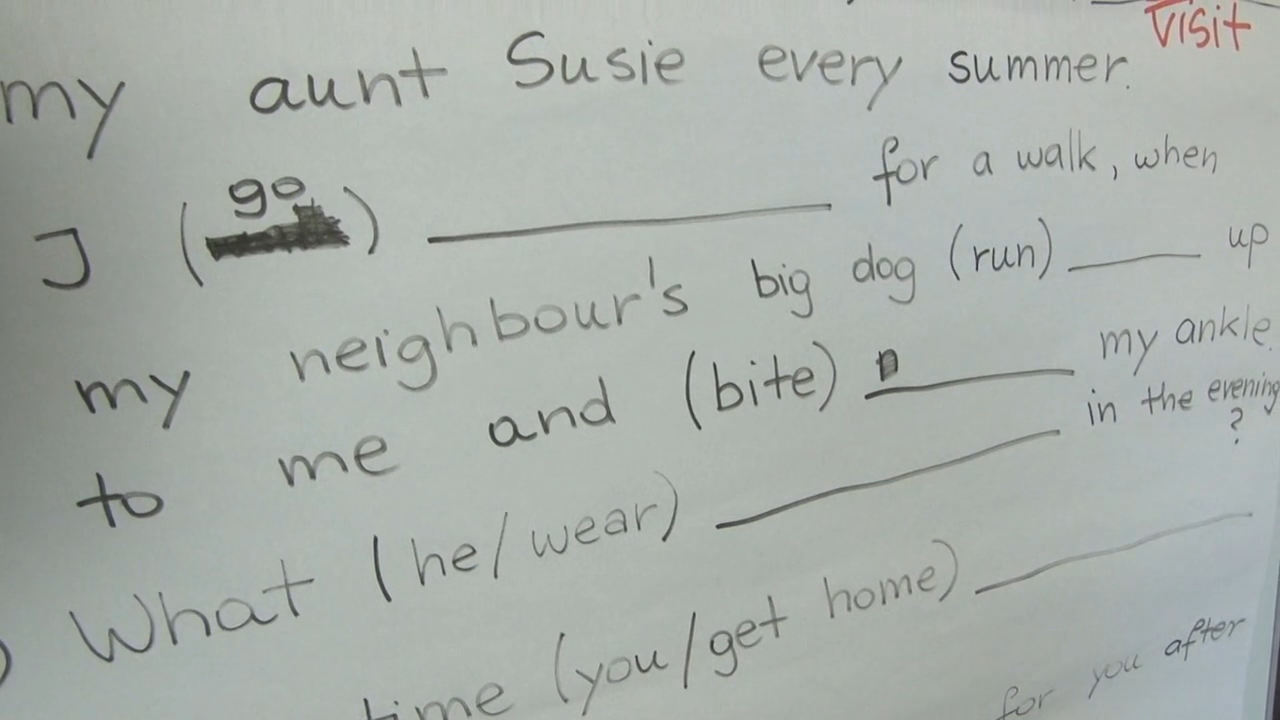 visit
my aunt Susie every summer.
I (go) ________ for a walk, when
my neighbour's big dog (run) ____ up
to me and (bite) ______ my ankle.
What (he/wear) ________ in the evening?
time (you/get home) ________
for you after